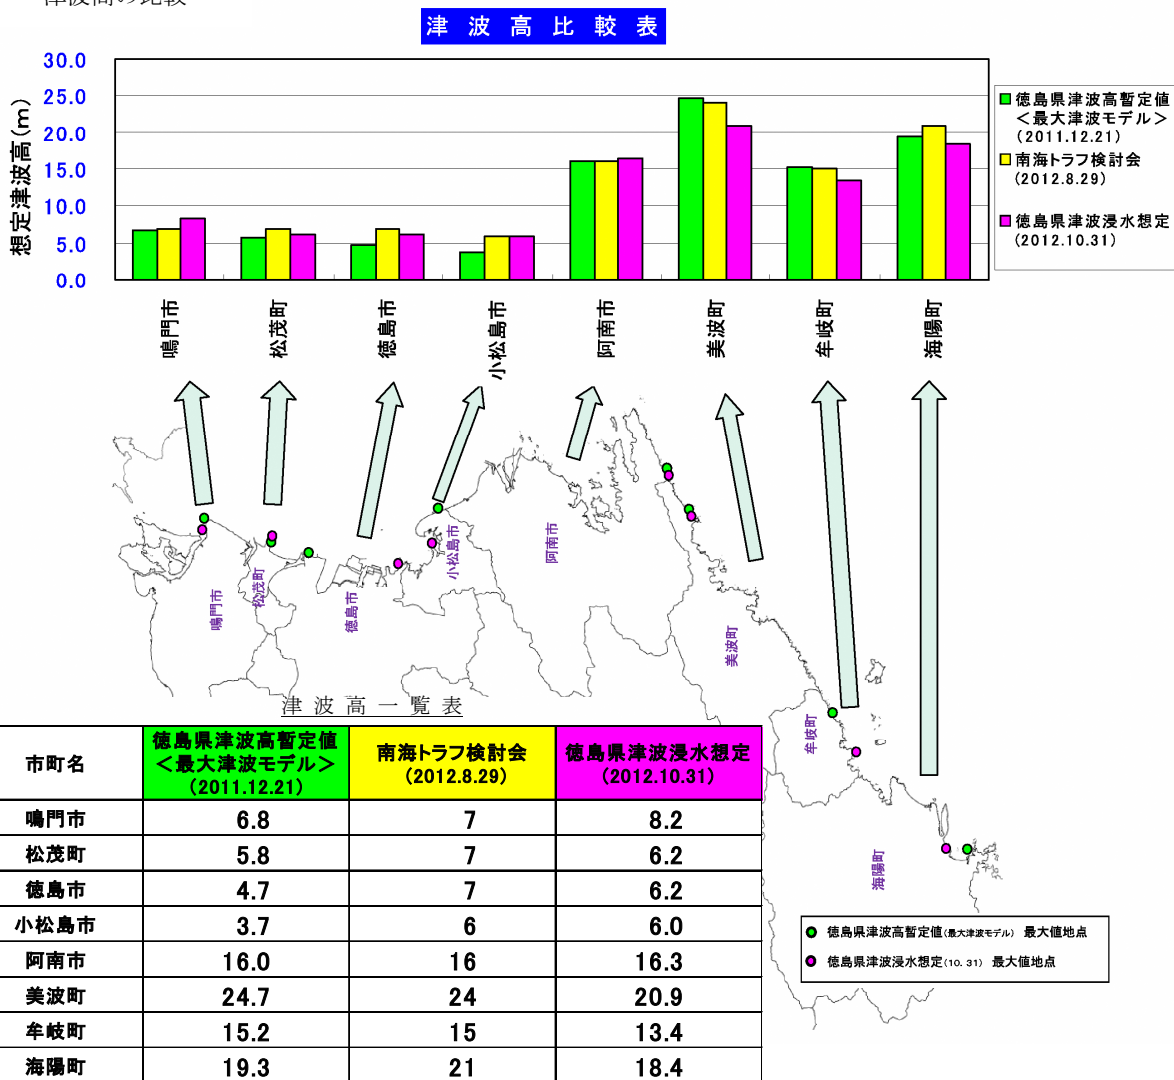 津波高の比較
津 波 高 比 較 表
30.0
25.0
20.0
15.0
10.0
5.0
0.0
想定津波高(m)
徳島県津波高暫定値
＜最大津波モデル＞
(2011.12.21)
南海トラフ検討会
(2012.8.29)
徳島県津波浸水想定
(2012.10.31)
鳴門市
松茂町
徳島市
小松島市
阿南市
美波町
牟岐町
海陽町
鳴門市
松茂町
徳島市
小松島市
阿南市
美波町
牟岐町
海陽町
徳島県津波高暫定値(最大津波モデル) 最大値地点
徳島県津波浸水想定(10.31) 最大値地点
津 波 高 一 覧 表
市町名 徳島県津波高暫定値 ＜最大津波モデル＞ (2011.12.21) 南海トラフ検討会 (2012.8.29) 徳島県津波浸水想定 (2012.10.31)
鳴門市 6.8 7 8.2
松茂町 5.8 7 6.2
徳島市 4.7 7 6.2
小松島市 3.7 6 6.0
阿南市 16.0 16 16.3
美波町 24.7 24 20.9
牟岐町 15.2 15 13.4
海陽町 19.3 21 18.4